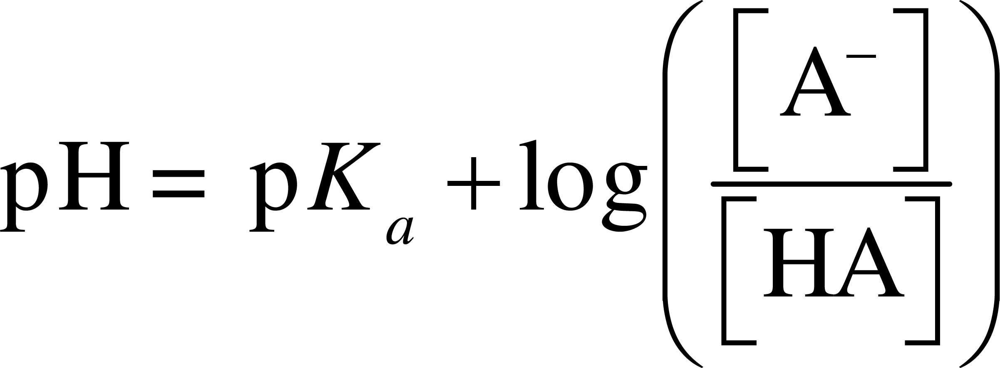 pH = pKₐ + log([A⁻]/[HA])